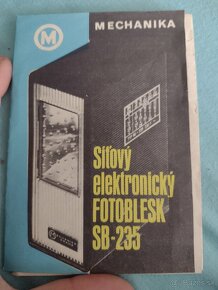 M MECHANIKA
Síťový
elektronický
FOTOBLESK
SB-235